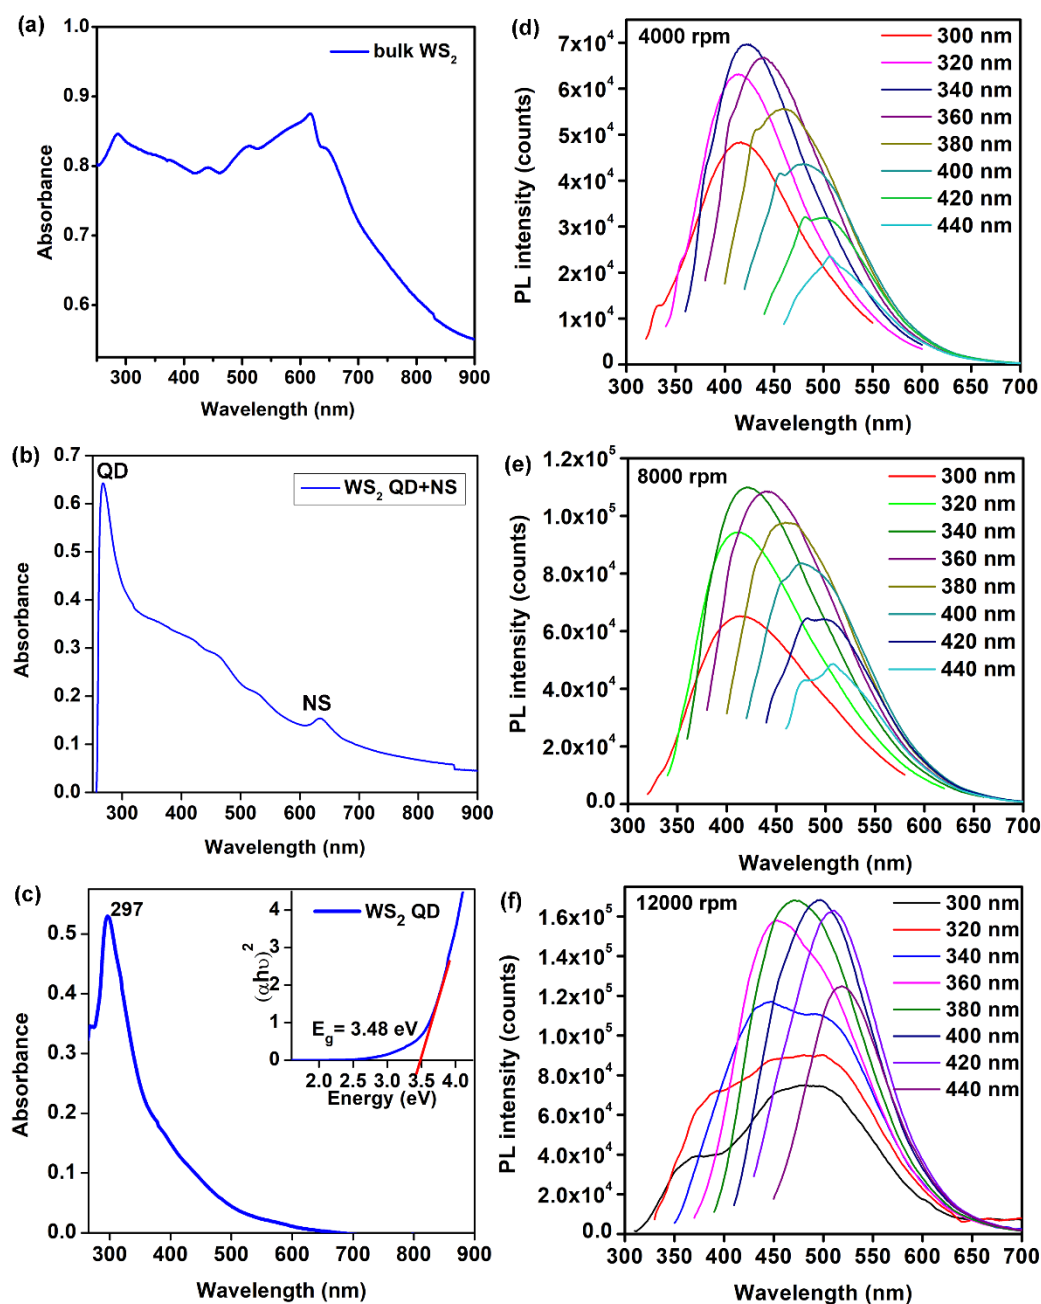 (a)
bulk WS₂
1.0
0.9
0.8
0.7
0.6
Absorbance
300 400 500 600 700 800 900
Wavelength (nm)
(b)
QD
WS₂ QD+NS
NS
0.7
0.6
0.5
0.4
0.3
0.2
0.1
0.0
Absorbance
300 400 500 600 700 800 900
Wavelength (nm)
(c)
297
0.5
0.4
0.3
0.2
0.1
0.0
Absorbance
300 400 500 600 700 800 900
Wavelength (nm)
WS₂ QD
(αhυ)²
4
3
2
1
0
E_g = 3.48 eV
2.0 2.5 3.0 3.5 4.0
Energy (eV)
(d)
4000 rpm
300 nm
320 nm
340 nm
360 nm
380 nm
400 nm
420 nm
440 nm
7x10⁴
6x10⁴
5x10⁴
4x10⁴
3x10⁴
2x10⁴
1x10⁴
0
PL intensity (counts)
300 350 400 450 500 550 600 650 700
Wavelength (nm)
(e)
8000 rpm
300 nm
320 nm
340 nm
360 nm
380 nm
400 nm
420 nm
440 nm
1.2x10⁵
1.0x10⁵
8.0x10⁴
6.0x10⁴
4.0x10⁴
2.0x10⁴
0.0
PL intensity (counts)
300 350 400 450 500 550 600 650 700
Wavelength (nm)
(f)
12000 rpm
300 nm
320 nm
340 nm
360 nm
380 nm
400 nm
420 nm
440 nm
1.6x10⁵
1.4x10⁵
1.2x10⁵
1.0x10⁵
8.0x10⁴
6.0x10⁴
4.0x10⁴
2.0x10⁴
0.0
PL intensity (counts)
300 350 400 450 500 550 600 650 700
Wavelength (nm)